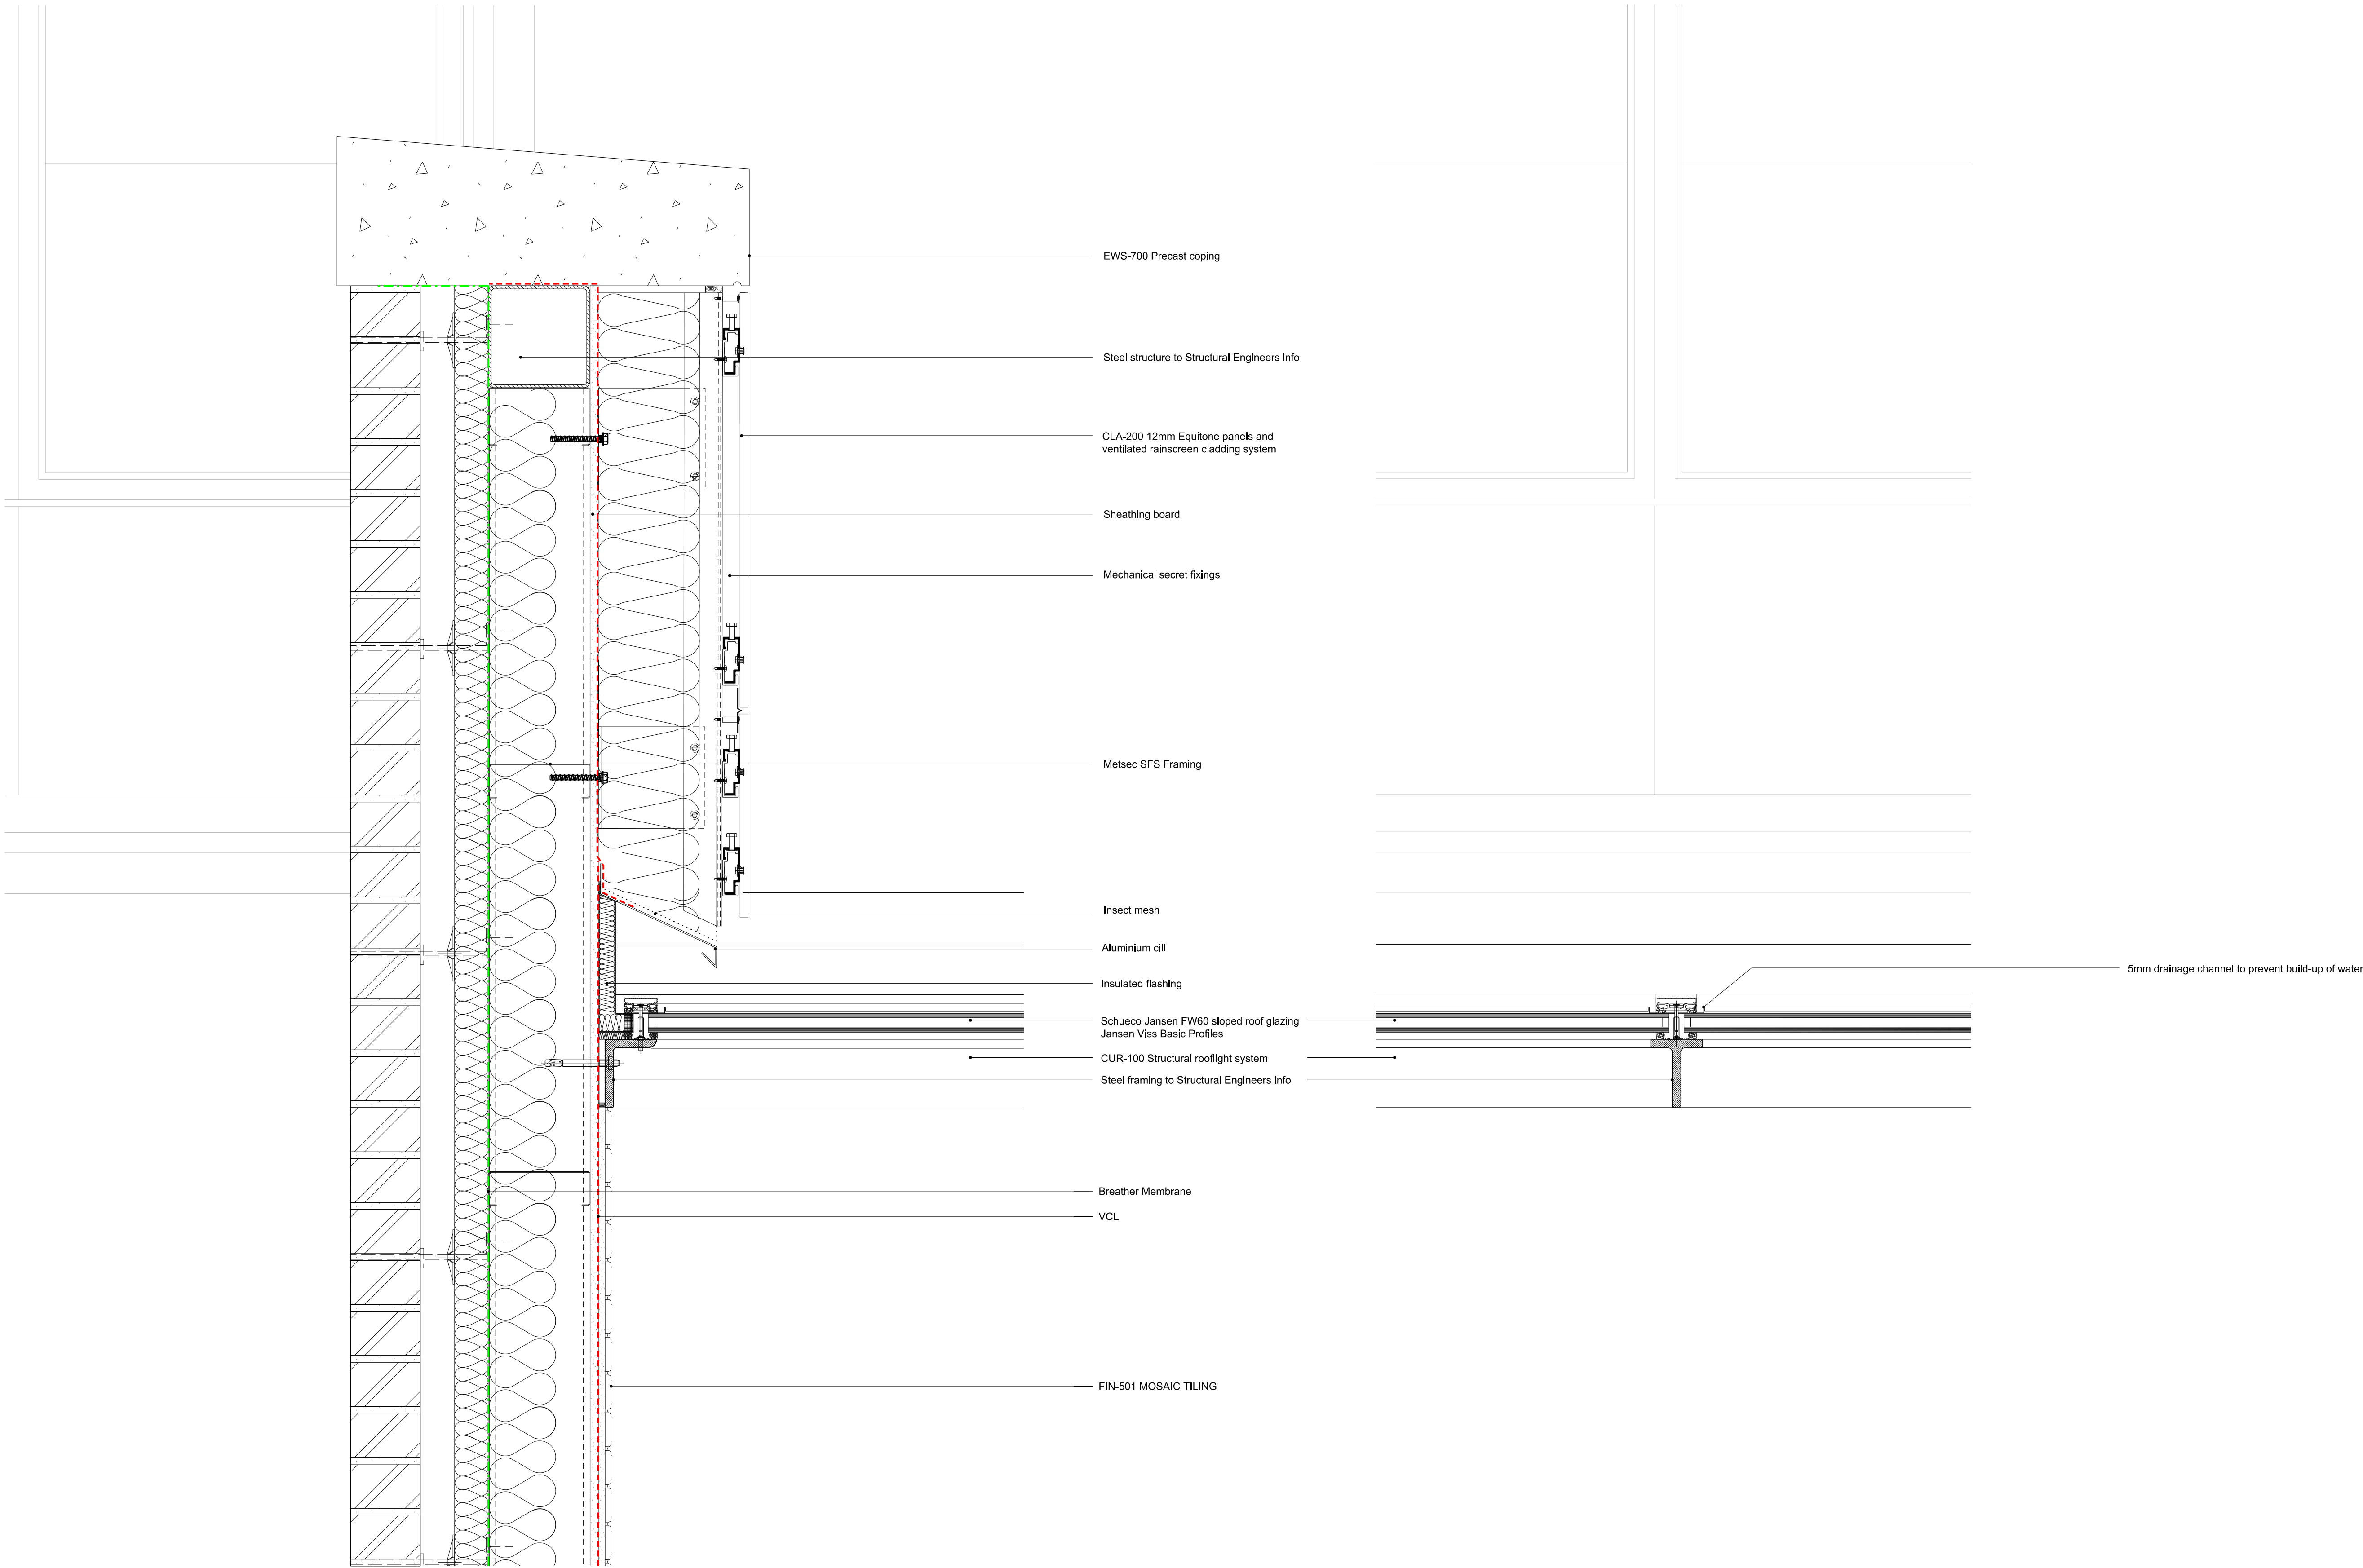 EWS-700 Precast coping
Steel structure to Structural Engineers info
CLA-200 12mm Equitone panels and
ventilated rainscreen cladding system
Sheathing board
Mechanical secret fixings
Metsec SFS Framing
Insect mesh
Aluminium cill
5mm drainage channel to prevent build-up of water
Insulated flashing
Schueco Jansen FW60 sloped roof glazing
Jansen Viss Basic Profiles
CUR-100 Structural rooflight system
Steel framing to Structural Engineers info
Breather Membrane
VCL
FIN-501 MOSAIC TILING